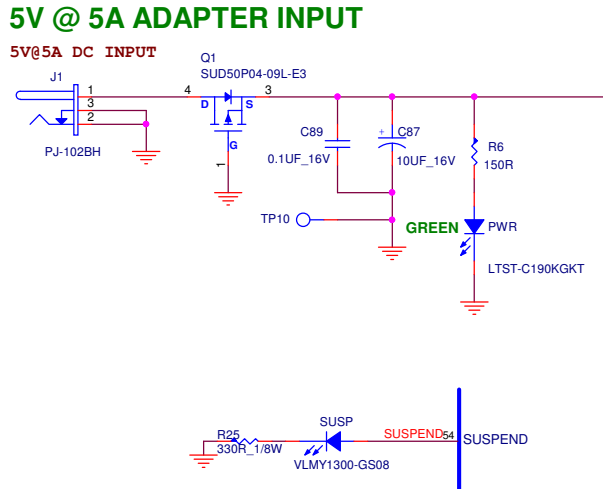 5V @ 5A ADAPTER INPUT
5V@5A DC INPUT
Q1
SUD50P04-09L-E3
J1
1
3
2
PJ-102BH
4
D
S
3
G
1
C89
0.1UF_16V
+
C87
10UF_16V
R6
150R
TP10
GREEN
PWR
LTST-C190KGKT
SUSP
R25
330R_1/8W
VLMY1300-GS08
SUSPEND
54
SUSPEND